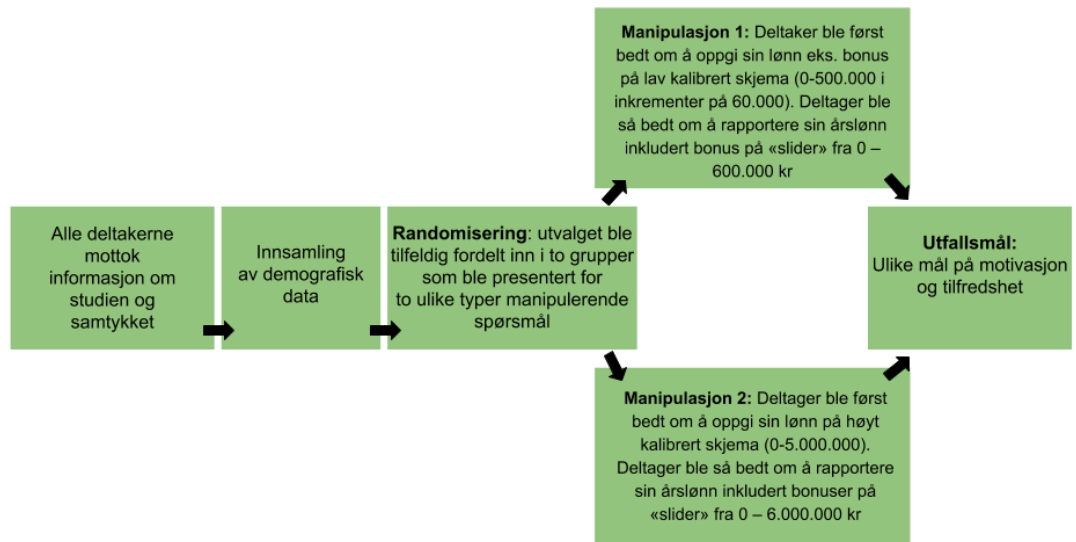 Alle deltakerne
mottok
informasjon om
studien og
samtykket
Innsamling
av demografisk
data
Randomisering: utvalget ble
tilfeldig fordelt inn i to grupper
som ble presentert for
to ulike typer manipulerende
spørsmål
Manipulasjon 1: Deltaker ble først
bedt om å oppgi sin lønn eks. bonus
på lav kalibrert skjema (0-500.000 i
inkrementer på 60.000). Deltager ble
så bedt om å rapportere sin årslønn
inkludert bonus på «slider» fra 0 –
600.000 kr
Manipulasjon 2: Deltager ble først
bedt om å oppgi sin lønn på høyt
kalibrert skjema (0-5.000.000).
Deltager ble så bedt om å rapportere
sin årslønn inkludert bonuser på
«slider» fra 0 – 6.000.000 kr
Utfallsmål:
Ulike mål på motivasjon
og tilfredshet